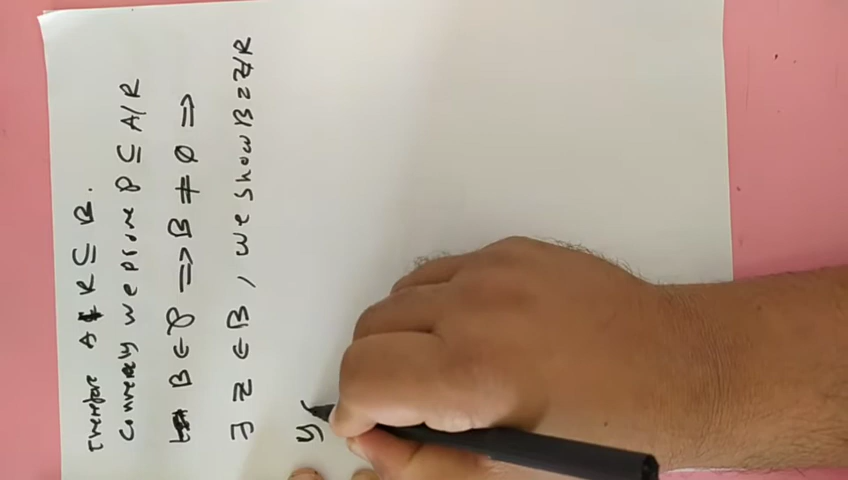 Therefore A/R ⊆ B.
Conversely we prove P ⊆ A/R
B ∈ P ⇒ B ≠ ∅ ⇒
∃ z ∈ B, we show B = z/R
y